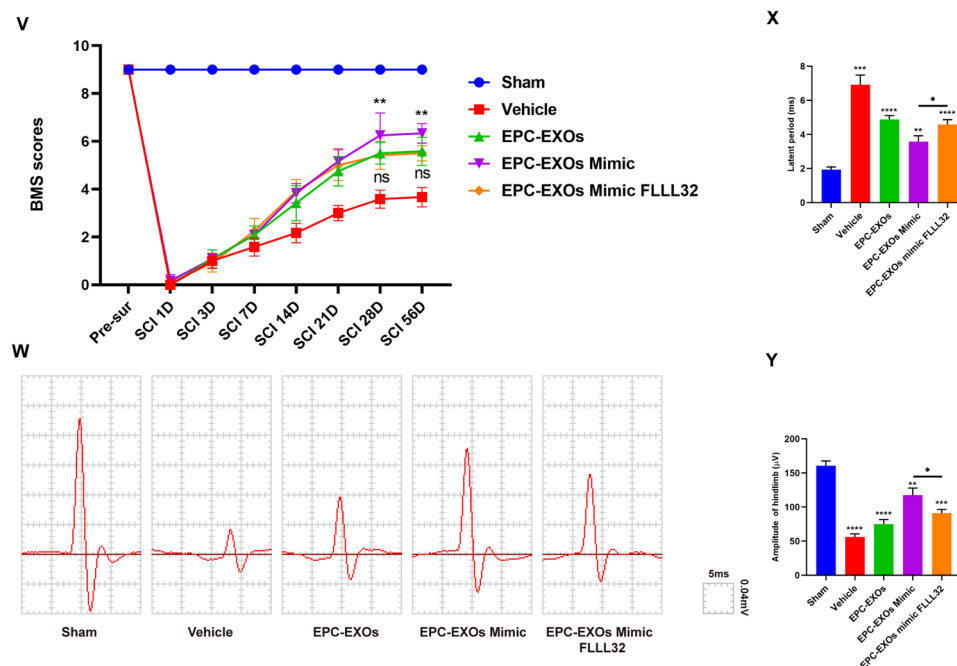 V
10
8
6
4
2
0
BMS scores
Pre-sur
SCI 1D
SCI 3D
SCI 7D
SCI 14D
SCI 21D
SCI 28D
SCI 56D
**
**
ns
ns
Sham
Vehicle
EPC-EXOs
EPC-EXOs Mimic
EPC-EXOs Mimic FLLL32
X
8
6
4
2
0
Latent period (ms)
***
****
**
*
****
Sham
Vehicle
EPC-EXOs
EPC-EXOs Mimic
EPC-EXOs mimic FLLL32
W
Sham
Vehicle
EPC-EXOs
EPC-EXOs Mimic
EPC-EXOs Mimic
FLLL32
5ms
0.04mV
Y
200
150
100
50
0
Amplitude of hindlimb (μV)
****
****
**
*
***
Sham
Vehicle
EPC-EXOs
EPC-EXOs Mimic
EPC-EXOs mimic FLLL32